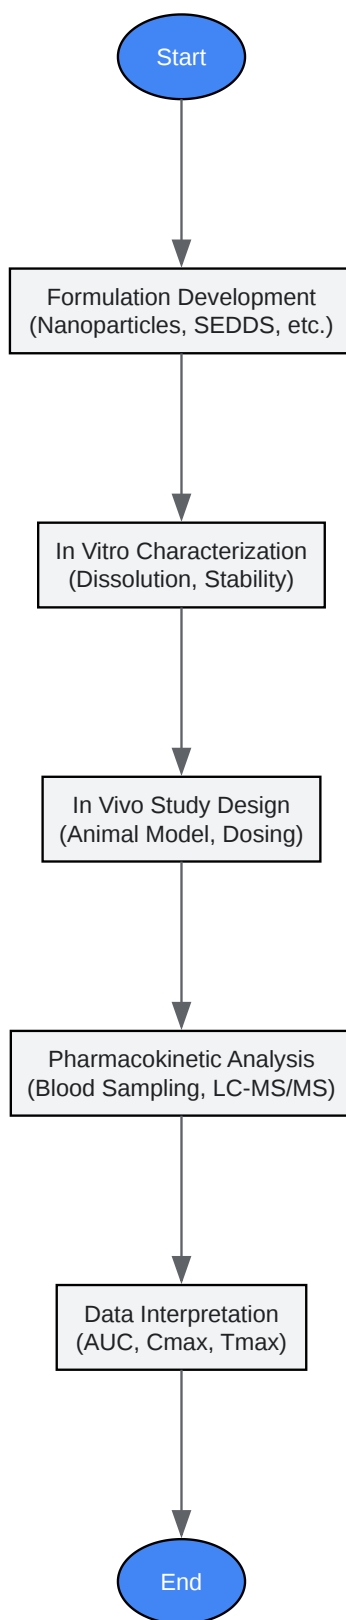 Start
Formulation Development
(Nanoparticles, SEDDS, etc.)
In Vitro Characterization
(Dissolution, Stability)
In Vivo Study Design
(Animal Model, Dosing)
Pharmacokinetic Analysis
(Blood Sampling, LC-MS/MS)
Data Interpretation
(AUC, Cmax, Tmax)
End